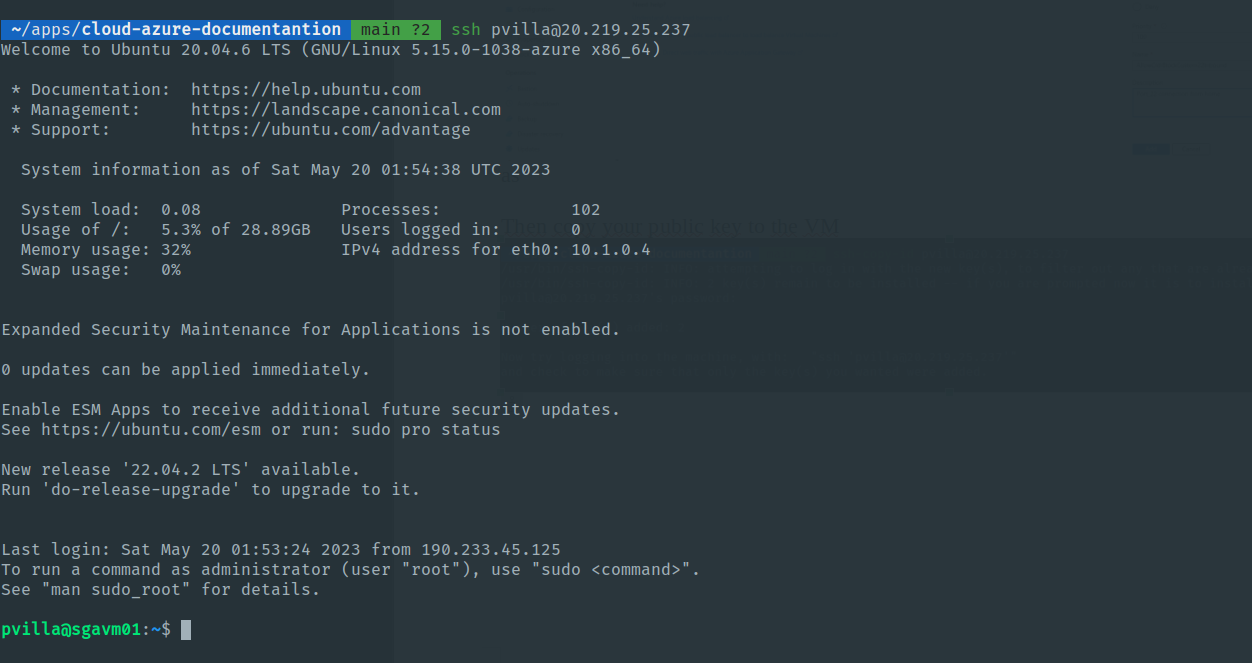 ~/apps/cloud-azure-documentantion main ?2 ssh pvilla@20.219.25.237
Welcome to Ubuntu 20.04.6 LTS (GNU/Linux 5.15.0-1038-azure x86_64)
* Documentation: https://help.ubuntu.com
* Management: https://landscape.canonical.com
* Support: https://ubuntu.com/advantage
System information as of Sat May 20 01:54:38 UTC 2023
System load: 0.08 Processes: 102
Usage of /: 5.3% of 28.89GB Users logged in: 0
Memory usage: 32% IPv4 address for eth0: 10.1.0.4
Swap usage: 0%
Expanded Security Maintenance for Applications is not enabled.
0 updates can be applied immediately.
Enable ESM Apps to receive additional future security updates.
See https://ubuntu.com/esm or run: sudo pro status
New release '22.04.2 LTS' available.
Run 'do-release-upgrade' to upgrade to it.
Last login: Sat May 20 01:53:24 2023 from 190.233.45.125
To run a command as administrator (user "root"), use "sudo <command>".
See "man sudo_root" for details.
pvilla@sgavm01:~$
your public key to the VM